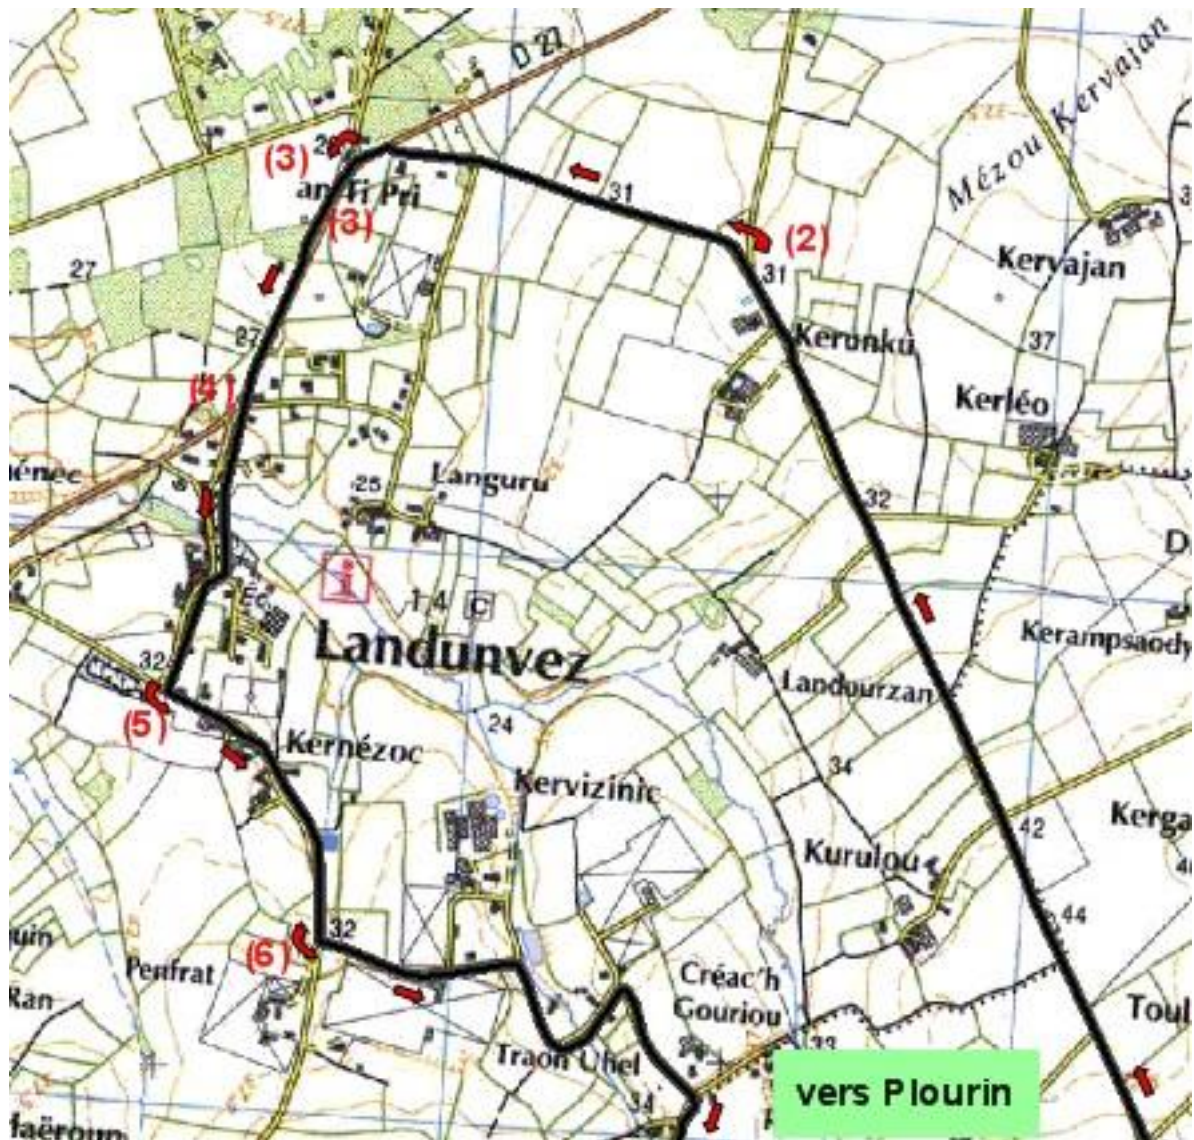 D 27
Mézou Kervajan
(3)
an Ti Pri
(3)
31
(2)
31
Kervajan
27
27
37
Kerunku
(4)
Kerléo
énec
Languru
25
32
D
i
Éc.
14
C
Landunvez
Kerampsaody
32
Landourzan
(5)
24
Kernézoc
34
Kervizinic
42
Kerga
Kurulou
44
32
uin
(6)
Penfrat
Ran
Créac'h
Gouriou
Toul
33
Traon Uhel
vers Plourin
34